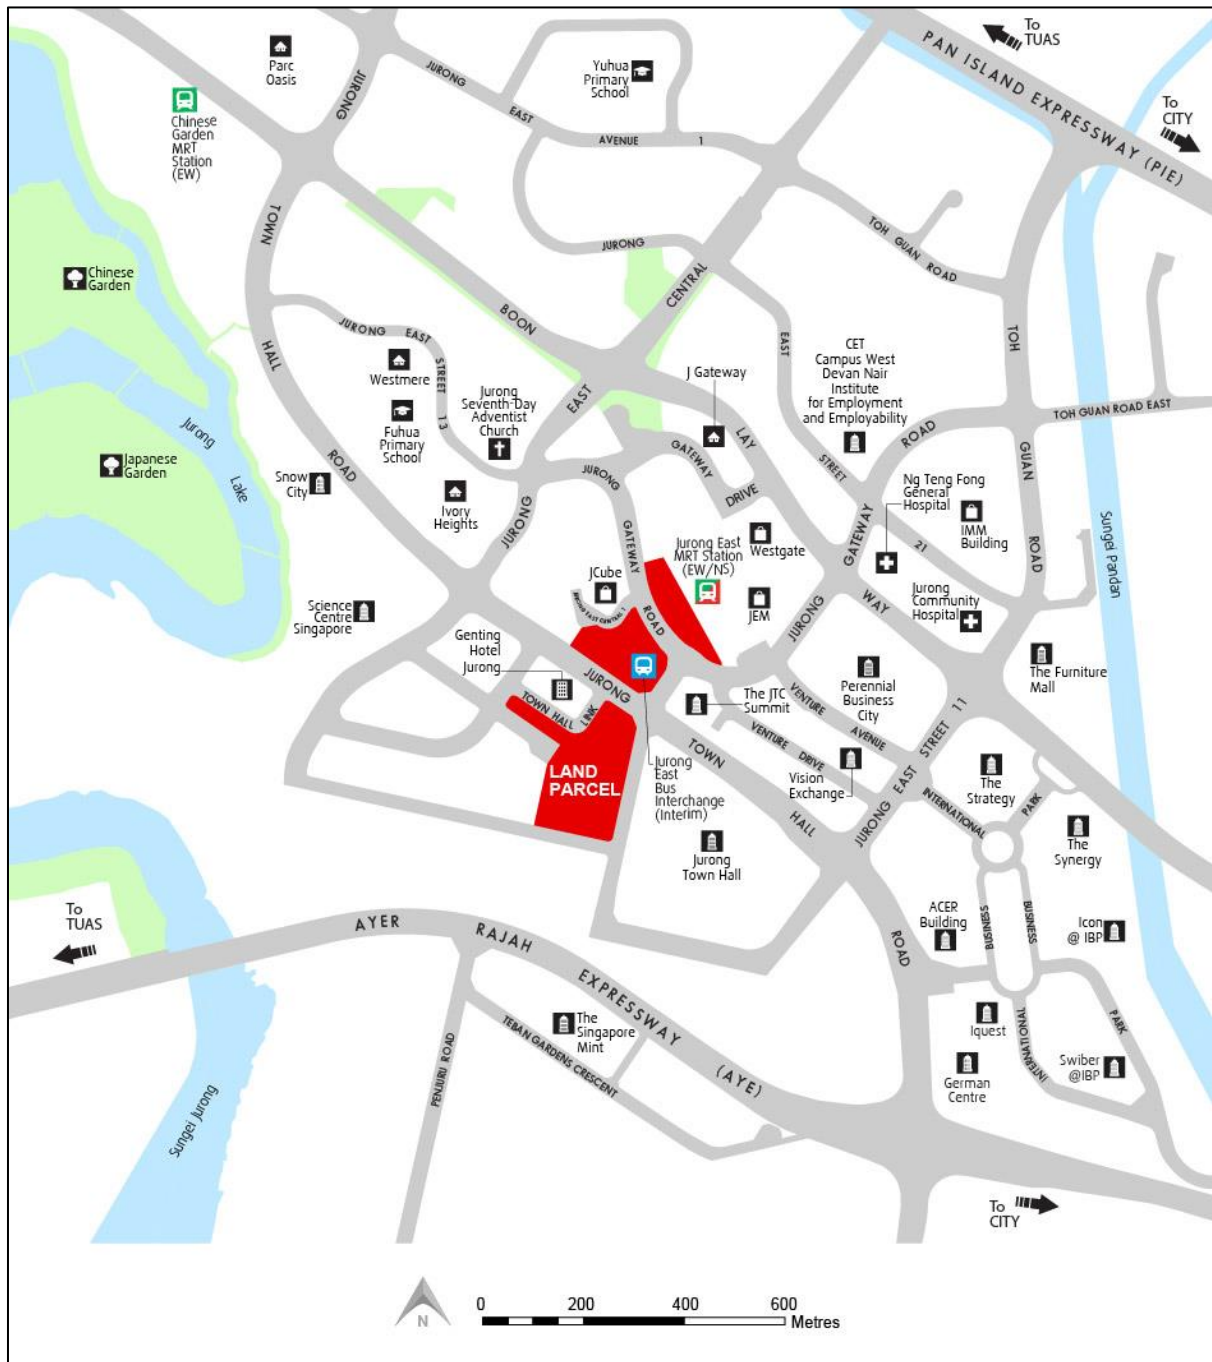 To
TUAS
PAN ISLAND EXPRESSWAY (PIE)
To
CITY
Parc
Oasis
JURONG
JURONG EAST AVENUE 1
Yuhua
Primary
School
Chinese
Garden
MRT
Station
(EW)
TOWN
HALL
ROAD
TOH GUAN ROAD
JURONG
EAST
STREET
21
CENTRAL
EAST
JURONG
BOON
LAY
WAY
TOH
GUAN
ROAD
TOH GUAN ROAD EAST
Chinese
Garden
Japanese
Garden
Jurong
Lake
JURONG EAST STREET 13
Westmere
Fuhua
Primary
School
Jurong
Seventh-Day
Adventist
Church
J Gateway
GATEWAY
DRIVE
CET
Campus West
Devan Nair
Institute
for Employment
and Employability
Snow
City
Ivory
Heights
JURONG
GATEWAY
ROAD
Ng Teng Fong
General
Hospital
IMM
Building
Sungei Pandan
Jurong East
MRT Station
(EW/NS)
Westgate
JURONG
GATEWAY
ROAD
JCube
JURONG EAST CENTRAL 1
JEM
Jurong
Community
Hospital
Science
Centre
Singapore
Genting
Hotel
Jurong
TOWN HALL
LINK
JURONG
TOWN
HALL
ROAD
The JTC
Summit
VENTURE AVENUE
VENTURE DRIVE
Perennial
Business
City
The Furniture
Mall
JURONG EAST STREET 11
LAND
PARCEL
Jurong
East
Bus
Interchange
(Interim)
Vision
Exchange
INTERNATIONAL
BUSINESS
PARK
The
Strategy
The
Synergy
Jurong
Town Hall
ACER
Building
BUSINESS
Icon
@ IBP
To
TUAS
AYER RAJAH EXPRESSWAY (AYE)
The
Singapore
Mint
TEBAN GARDENS CRESCENT
PENJURU ROAD
Sungei Jurong
Iquest
German
Centre
INTERNATIONAL
PARK
Swiber
@IBP
To
CITY
N
0 200 400 600
Metres